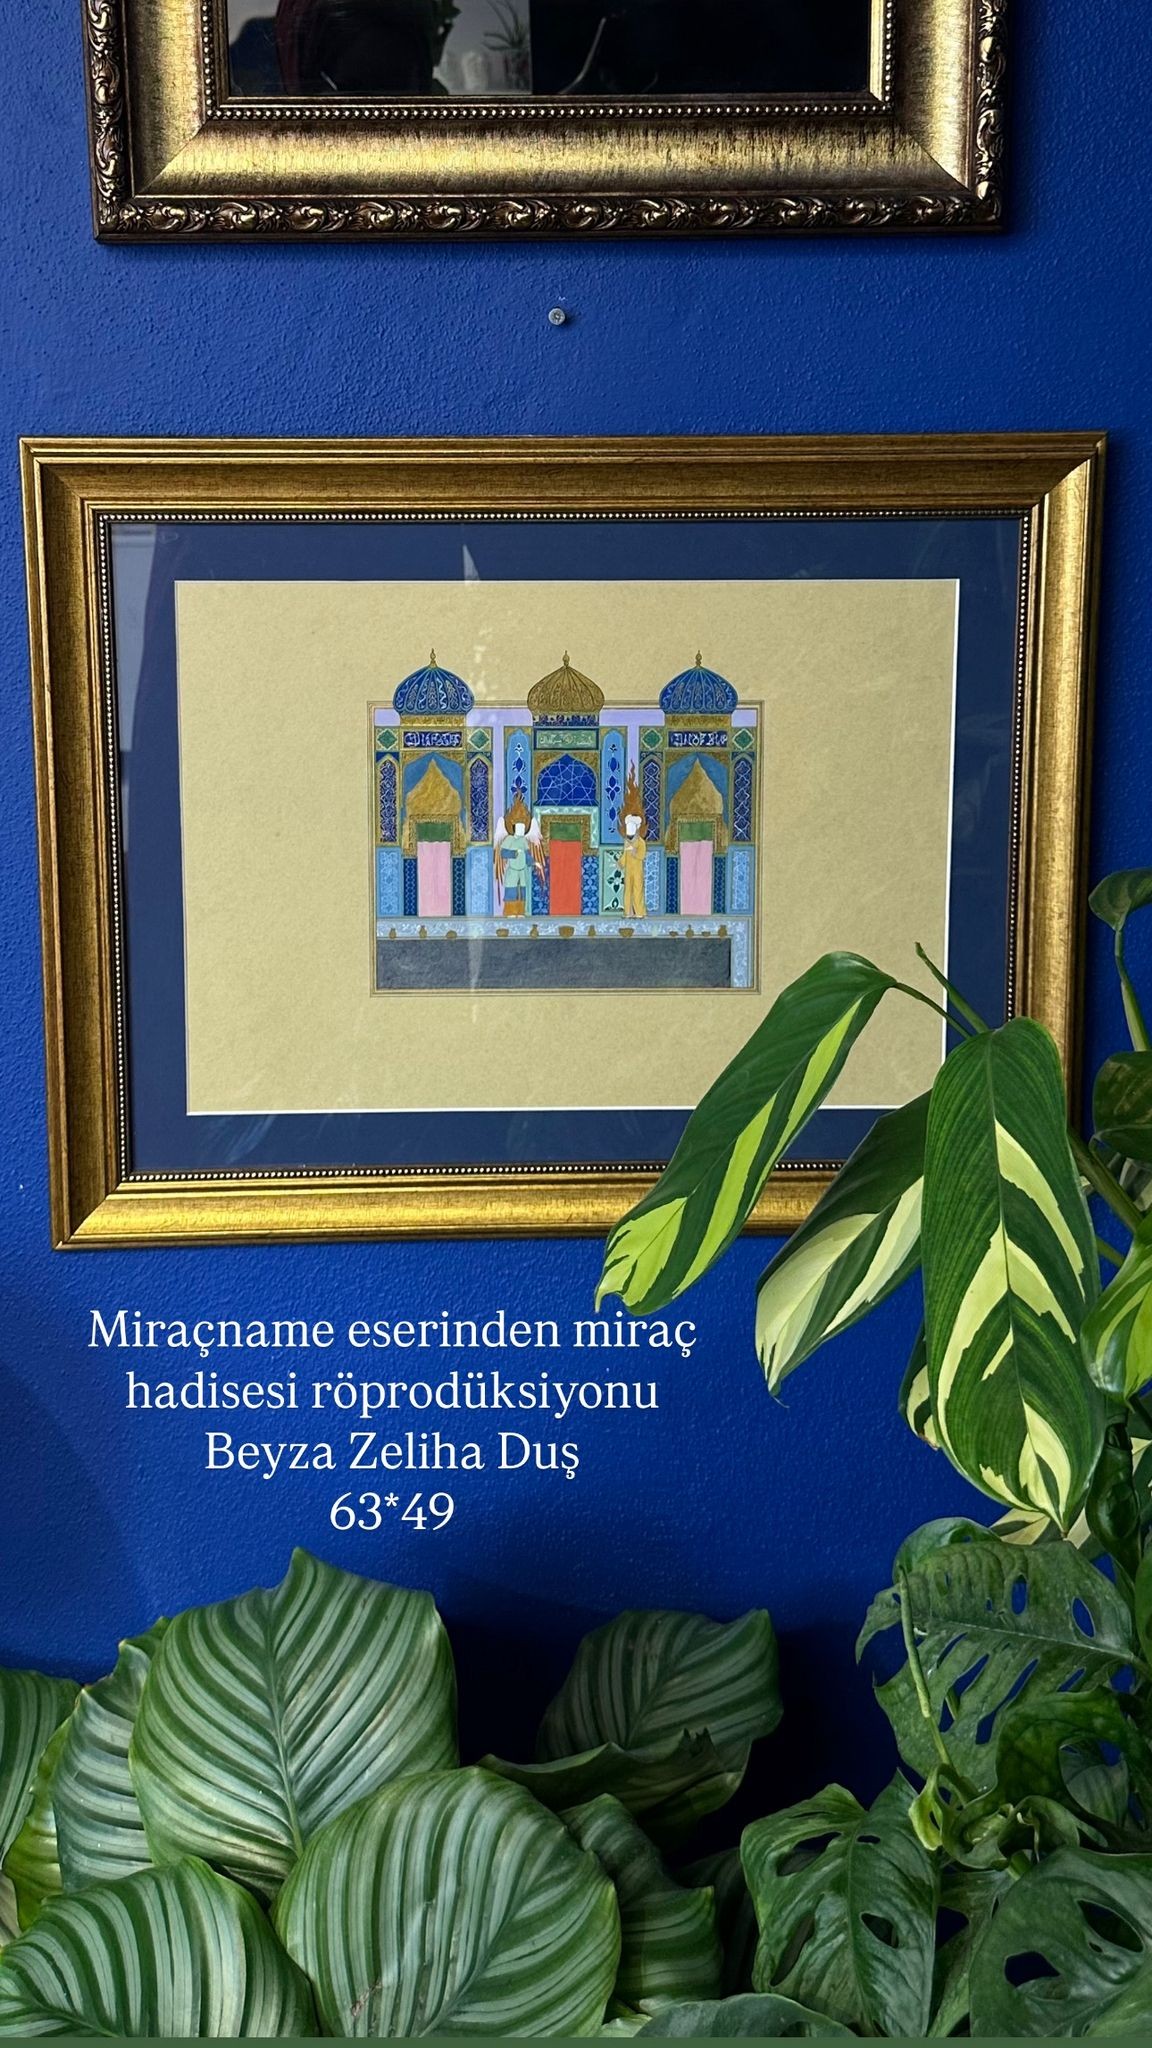 Miraçname eserinden miraç
hadisesi röprodüksiyonu
Beyza Zeliha Duş
63*49